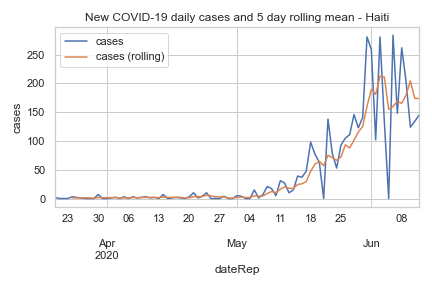 New COVID-19 daily cases and 5 day rolling mean - Haiti
cases
cases (rolling)
cases
250
200
150
100
50
0
23 30 06 13 20 27 04 11 18 25 08
Apr May Jun
2020
dateRep